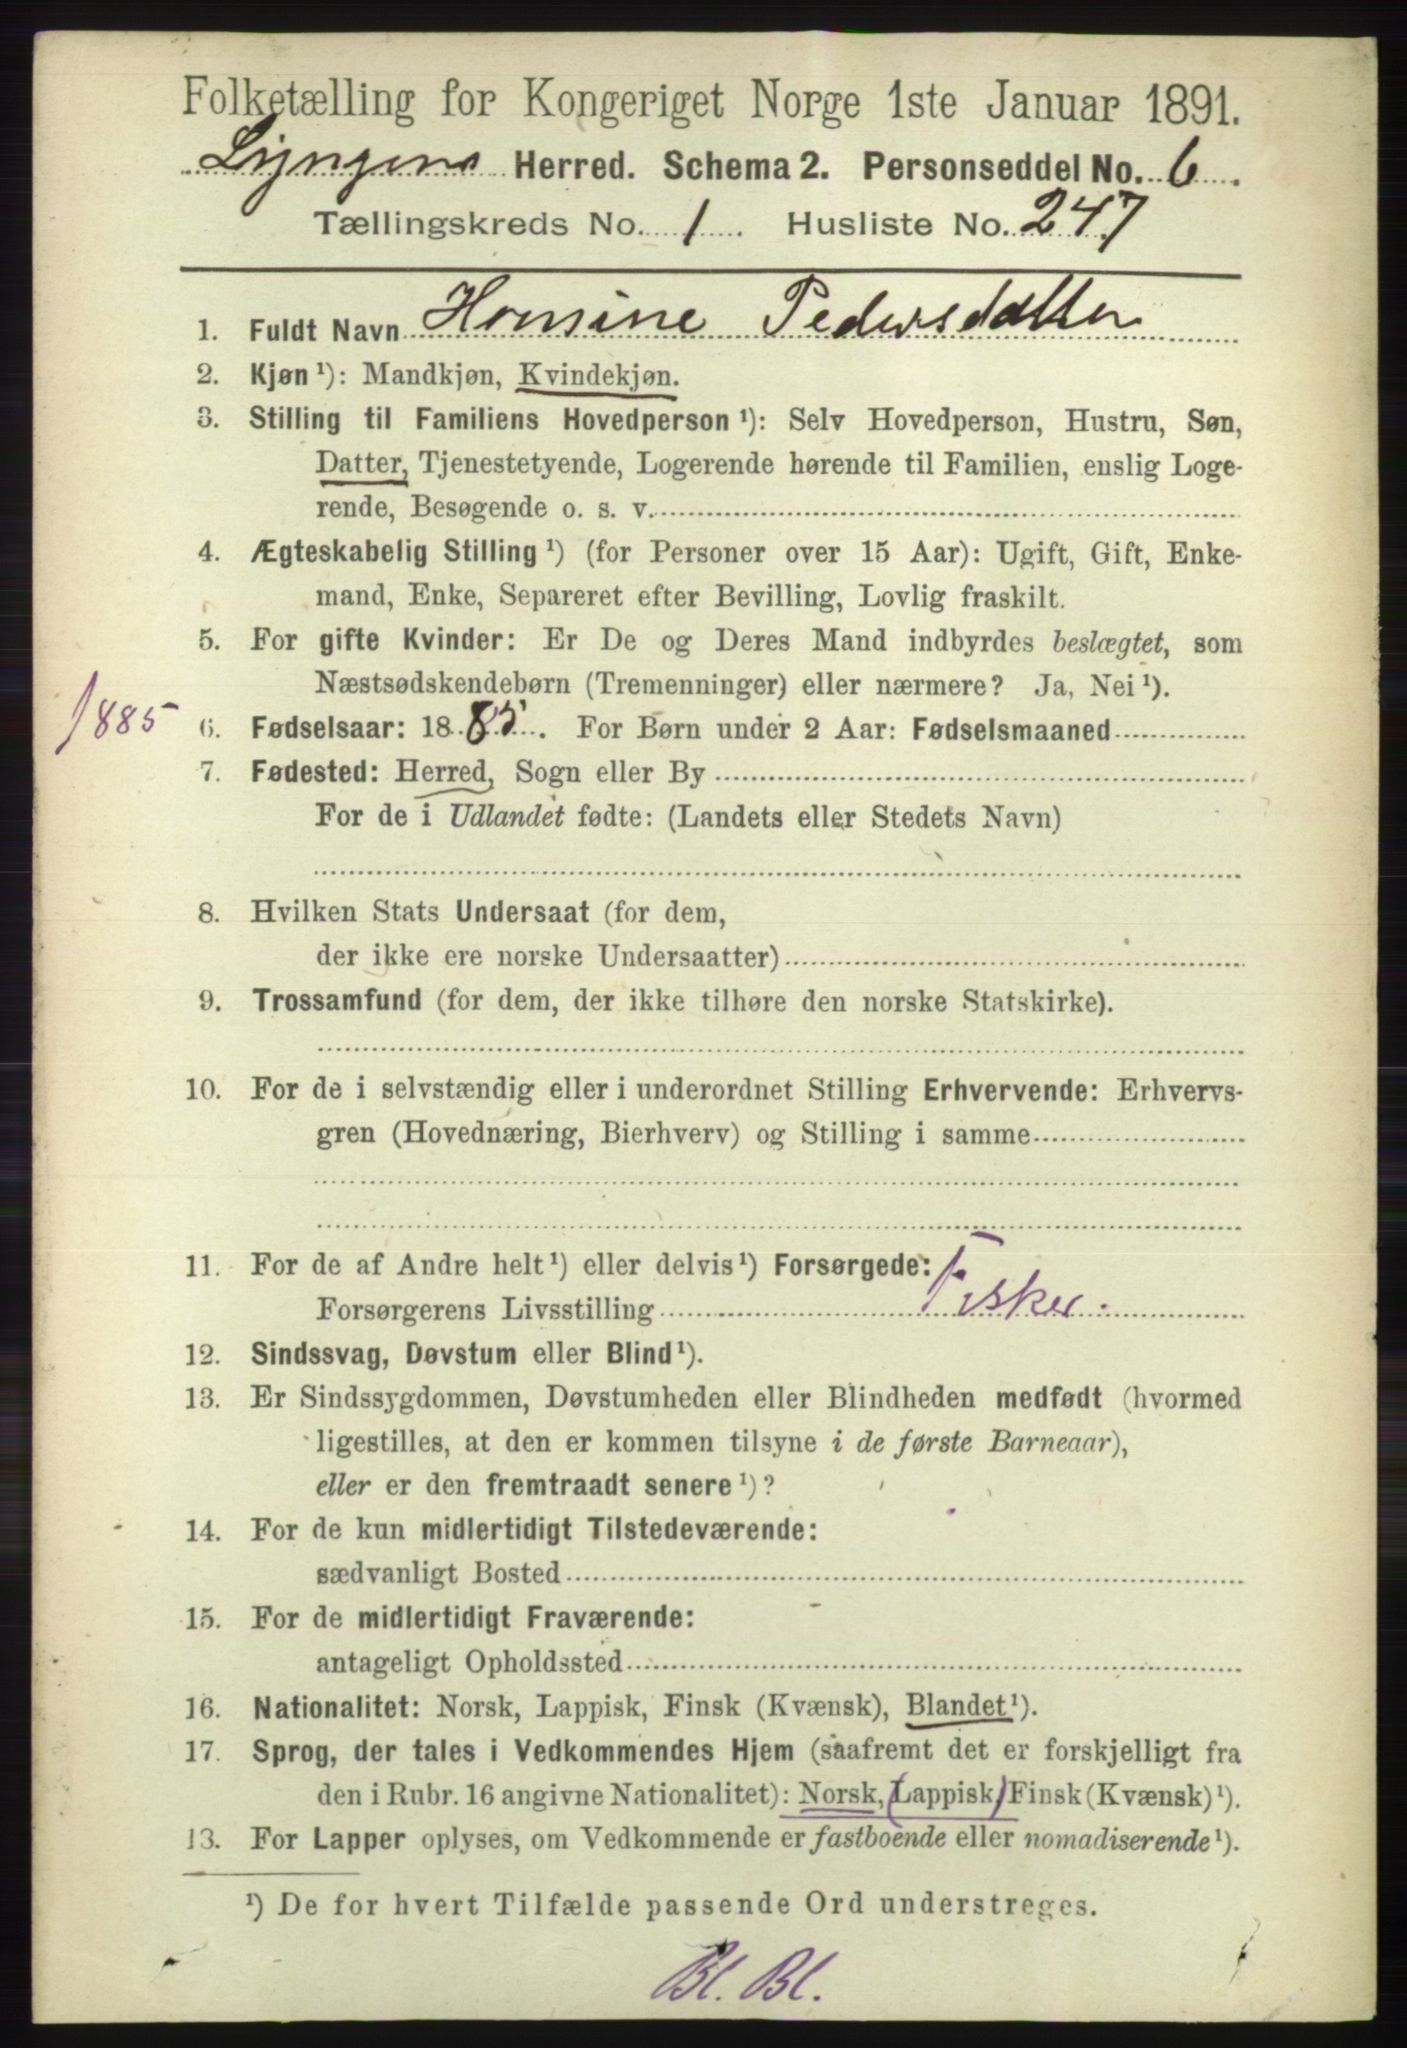 Folketælling for Kongeriget Norge 1ste Januar 1891.
Lyngens Herred. Schema 2. Personseddel No. 6.
Tællingskreds No. 1. Husliste No. 247
1. Fuldt Navn Hansine Pedersdatter
2. Kjøn ¹): Mandkjøn, Kvindekjøn.
3. Stilling til Familiens Hovedperson ¹): Selv Hovedperson, Hustru, Søn,
Datter, Tjenestetyende, Logerende hørende til Familien, enslig Loge-
rende, Besøgende o. s. v.
4. Ægteskabelig Stilling ¹) (for Personer over 15 Aar): Ugift, Gift, Enke-
mand, Enke, Separeret efter Bevilling, Lovlig fraskilt.
5. For gifte Kvinder: Er De og Deres Mand indbyrdes beslægtet, som
Næstsødskendebørn (Tremenninger) eller nærmere? Ja, Nei ¹).
1885
6. Fødselsaar: 1885. For Børn under 2 Aar: Fødselsmaaned
7. Fødested: Herred, Sogn eller By
For de i Udlandet fødte: (Landets eller Stedets Navn)
8. Hvilken Stats Undersaat (for dem,
der ikke ere norske Undersaatter)
9. Trossamfund (for dem, der ikke tilhøre den norske Statskirke).
10. For de i selvstændig eller i underordnet Stilling Erhvervende: Erhvervs-
gren (Hovednæring, Bierhverv) og Stilling i samme
11. For de af Andre helt ¹) eller delvis ¹) Forsørgede:
Forsørgerens Livsstilling Fisker.
12. Sindssvag, Døvstum eller Blind ¹).
13. Er Sindssygdommen, Døvstumheden eller Blindheden medfødt (hvormed
ligestilles, at den er kommen tilsyne i de første Barneaar),
eller er den fremtraadt senere ¹)?
14. For de kun midlertidigt Tilstedeværende:
sædvanligt Bosted
15. For de midlertidigt Fraværende:
antageligt Opholdssted
16. Nationalitet: Norsk, Lappisk, Finsk (Kvænsk), Blandet ¹).
17. Sprog, der tales i Vedkommendes Hjem (saafremt det er forskjelligt fra
den i Rubr. 16 angivne Nationalitet): Norsk, (Lappisk,) Finsk (Kvænsk) ¹).
13. For Lapper oplyses, om Vedkommende er fastboende eller nomadiserende ¹).
¹) De for hvert Tilfælde passende Ord understreges.
Bl. Bl.